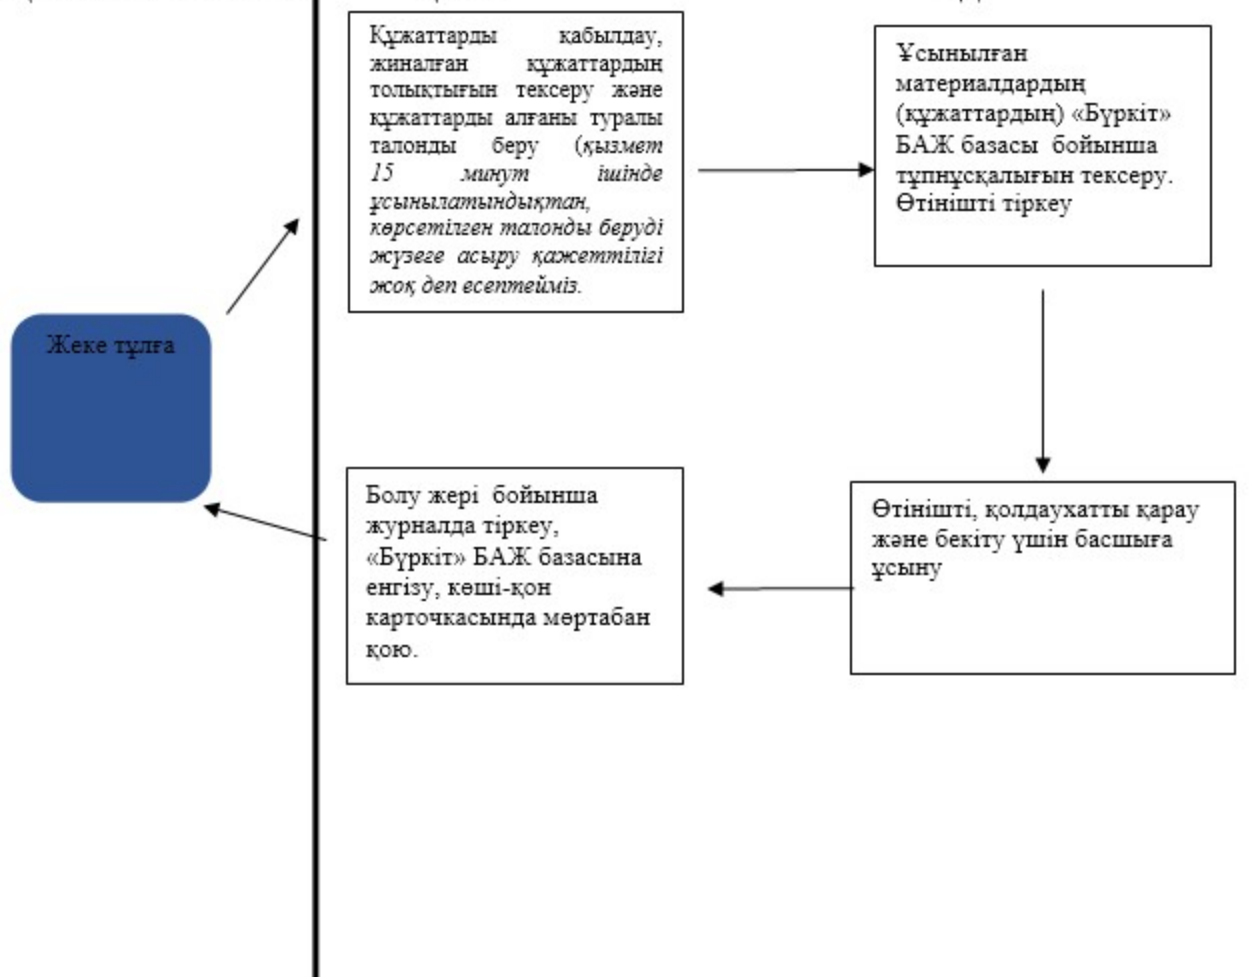 Құжаттарды қабылдау,
жиналған құжаттардың
толықтығын тексеру және
құжаттарды алғаны туралы
талонды беру (қызмет
15 минут ішінде
ұсынылатындықтан,
көрсетілген талонды беруді
жүзеге асыру қажеттілігі
жоқ деп есептейміз.
Ұсынылған
материалдардың
(құжаттардың) «Бүркіт»
БАЖ базасы бойынша
тұпнұсқалығын тексеру.
Өтінішті тіркеу
Жеке тұлға
Болу жері бойынша
журналда тіркеу,
«Бүркіт» БАЖ базасына
енгізу, көші-қон
карточкасында мөртабан
қою.
Өтінішті, қолдаухатты қарау
және бекіту үшін басшыға
ұсыну